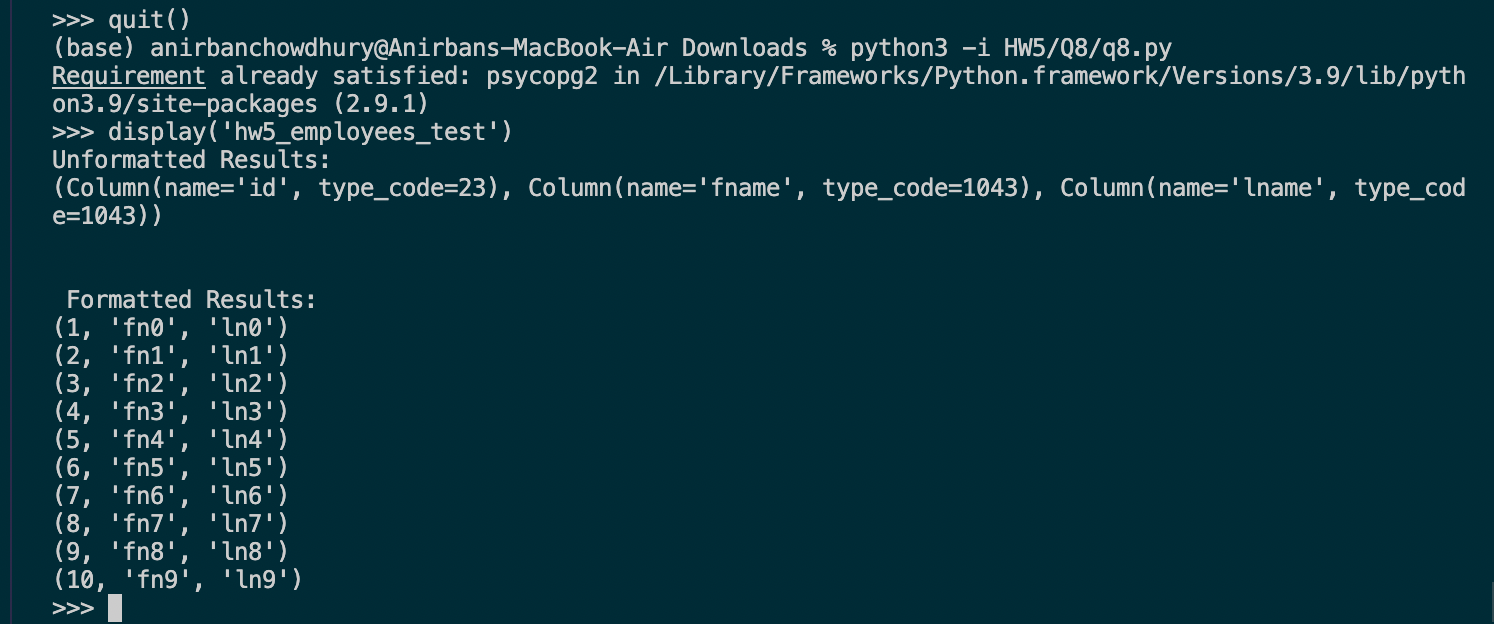 >>> quit()
(base) anirbanchowdhury@Anirbans-MacBook-Air Downloads % python3 -i HW5/Q8/q8.py
Requirement already satisfied: psycopg2 in /Library/Frameworks/Python.framework/Versions/3.9/lib/pyth
on3.9/site-packages (2.9.1)
>>> display('hw5_employees_test')
Unformatted Results:
(Column(name='id', type_code=23), Column(name='fname', type_code=1043), Column(name='lname', type_cod
e=1043))
 Formatted Results:
(1, 'fn0', 'ln0')
(2, 'fn1', 'ln1')
(3, 'fn2', 'ln2')
(4, 'fn3', 'ln3')
(5, 'fn4', 'ln4')
(6, 'fn5', 'ln5')
(7, 'fn6', 'ln6')
(8, 'fn7', 'ln7')
(9, 'fn8', 'ln8')
(10, 'fn9', 'ln9')
>>>